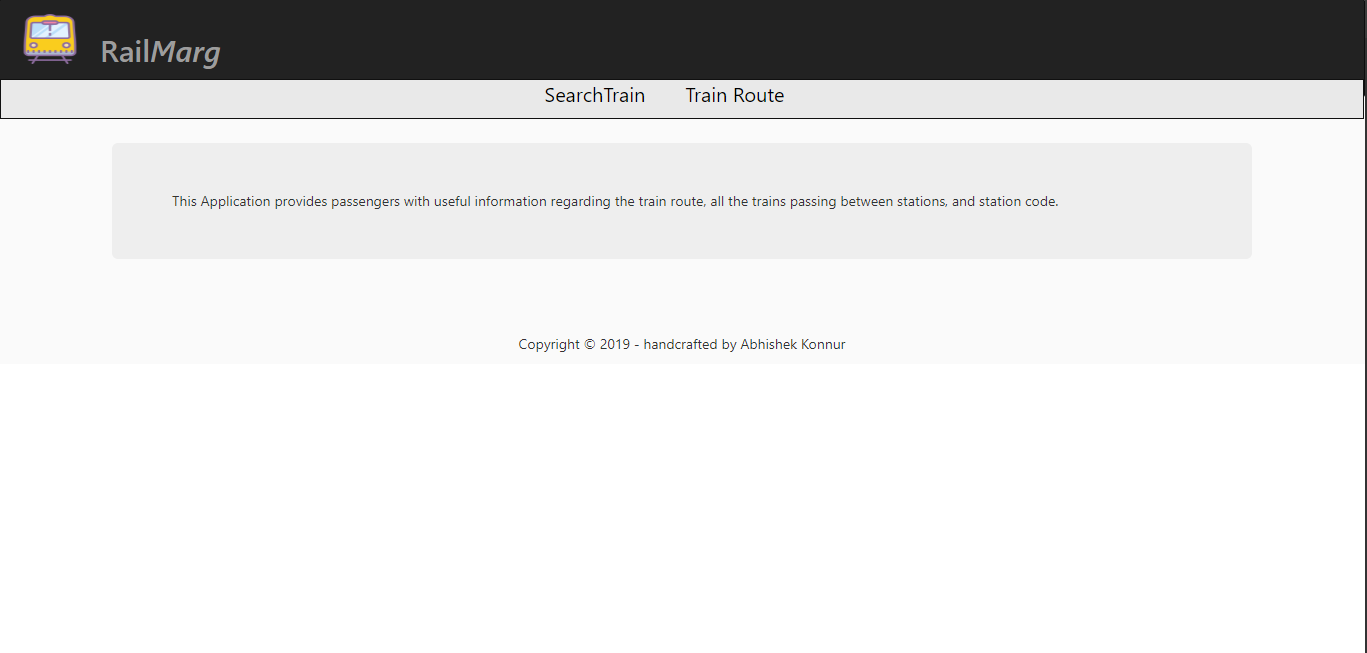 RailMarg
SearchTrain Train Route
This Application provides passengers with useful information regarding the train route, all the trains passing between stations, and station code.
Copyright © 2019 - handcrafted by Abhishek Konnur